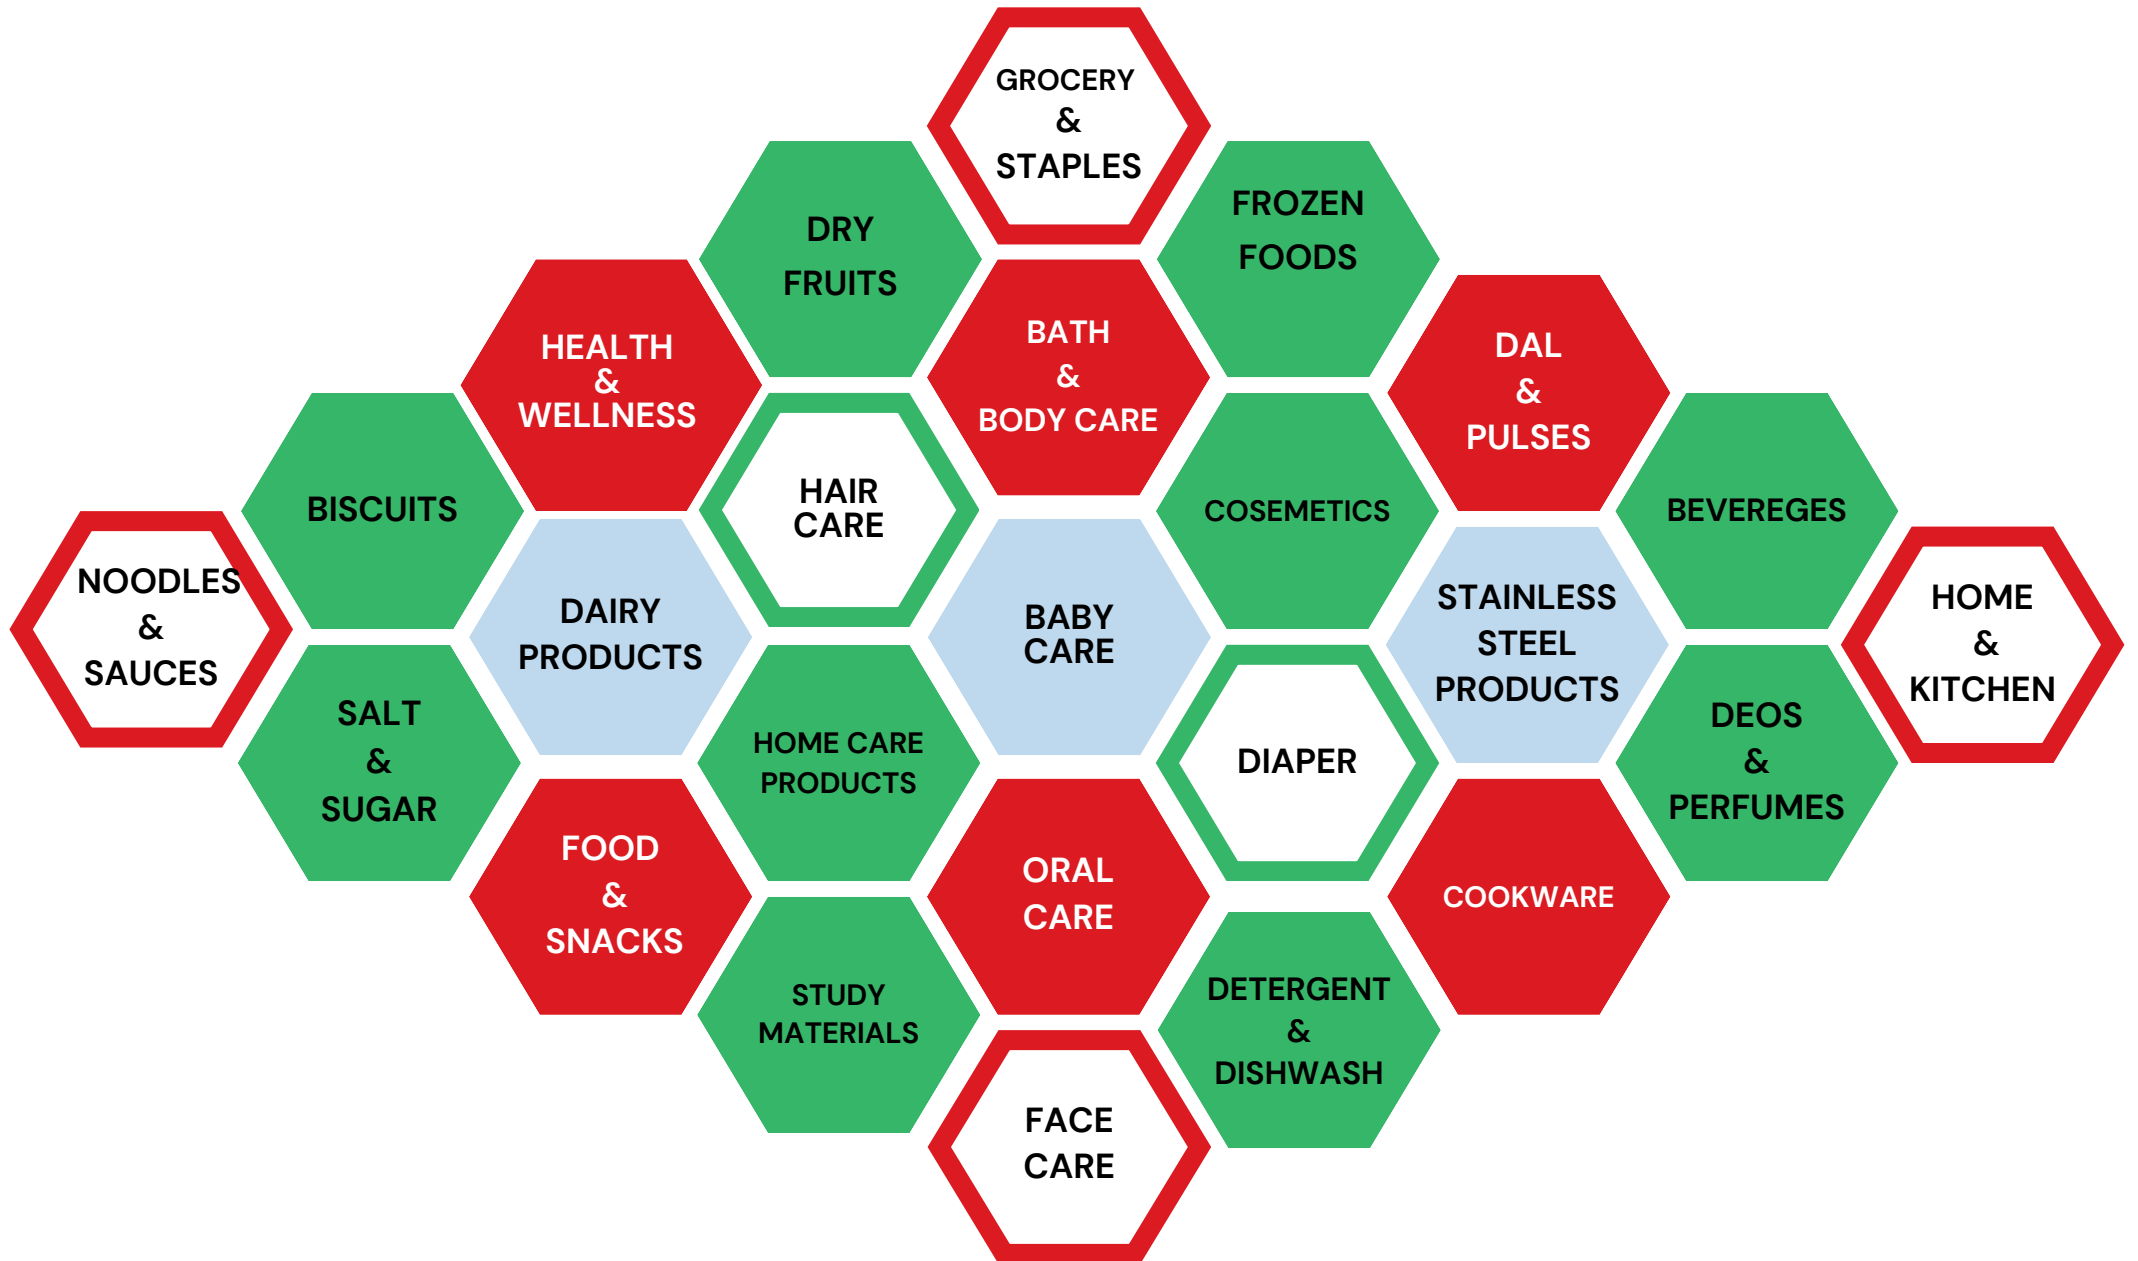 GROCERY
&
STAPLES
DRY
FRUITS
FROZEN
FOODS
HEALTH
&
WELLNESS
BATH
&
BODY CARE
DAL
&
PULSES
BISCUITS
HAIR
CARE
COSEMETICS
BEVEREGES
NOODLES
&
SAUCES
DAIRY
PRODUCTS
BABY
CARE
STAINLESS
STEEL
PRODUCTS
HOME
&
KITCHEN
SALT
&
SUGAR
HOME CARE
PRODUCTS
DIAPER
DEOS
&
PERFUMES
FOOD
&
SNACKS
ORAL
CARE
COOKWARE
STUDY
MATERIALS
DETERGENT
&
DISHWASH
FACE
CARE